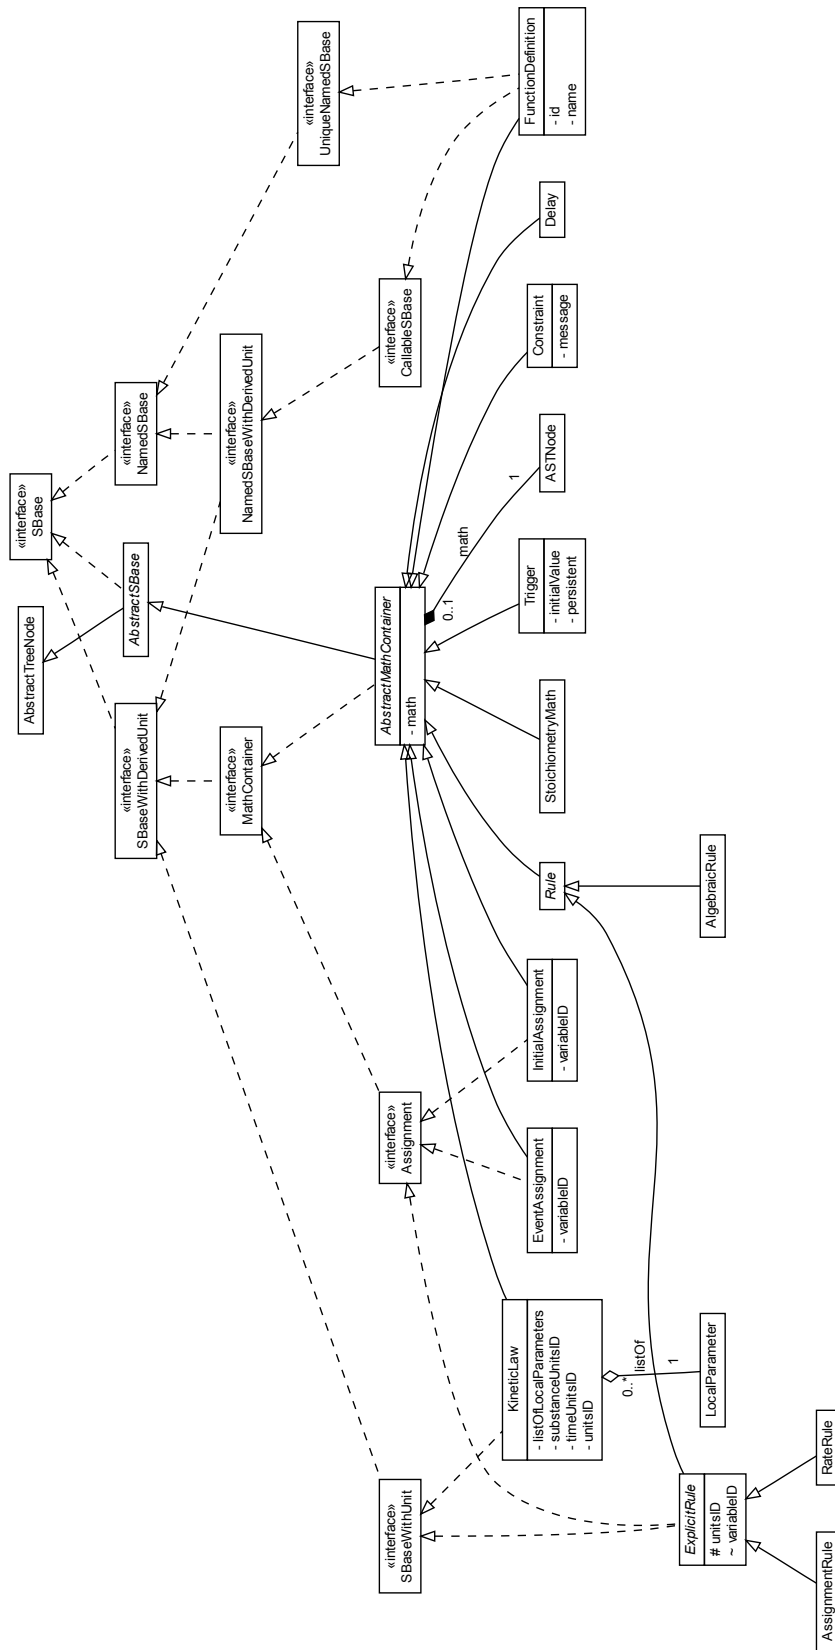 AbstractTreeNode
«interface»
SBase
«interface»
SBaseWithDerivedUnit
AbstractSBase
«interface»
NamedSBase
«interface»
UniqueNamedSBase
«interface»
MathContainer
«interface»
NamedSBaseWithDerivedUnit
«interface»
SBaseWithUnit
«interface»
Assignment
AbstractMathContainer
- math
«interface»
CallableSBase
0..1
math
1
KineticLaw
- listOfLocalParameters
- substanceUnitsID
- timeUnitsID
- unitsID
EventAssignment
- variableID
InitialAssignment
- variableID
Rule
StoichiometryMath
Trigger
- initialValue
- persistent
ASTNode
Constraint
- message
Delay
FunctionDefinition
- id
- name
0..*
listOf
1
ExplicitRule
# unitsID
~ variableID
LocalParameter
AlgebraicRule
AssignmentRule
RateRule